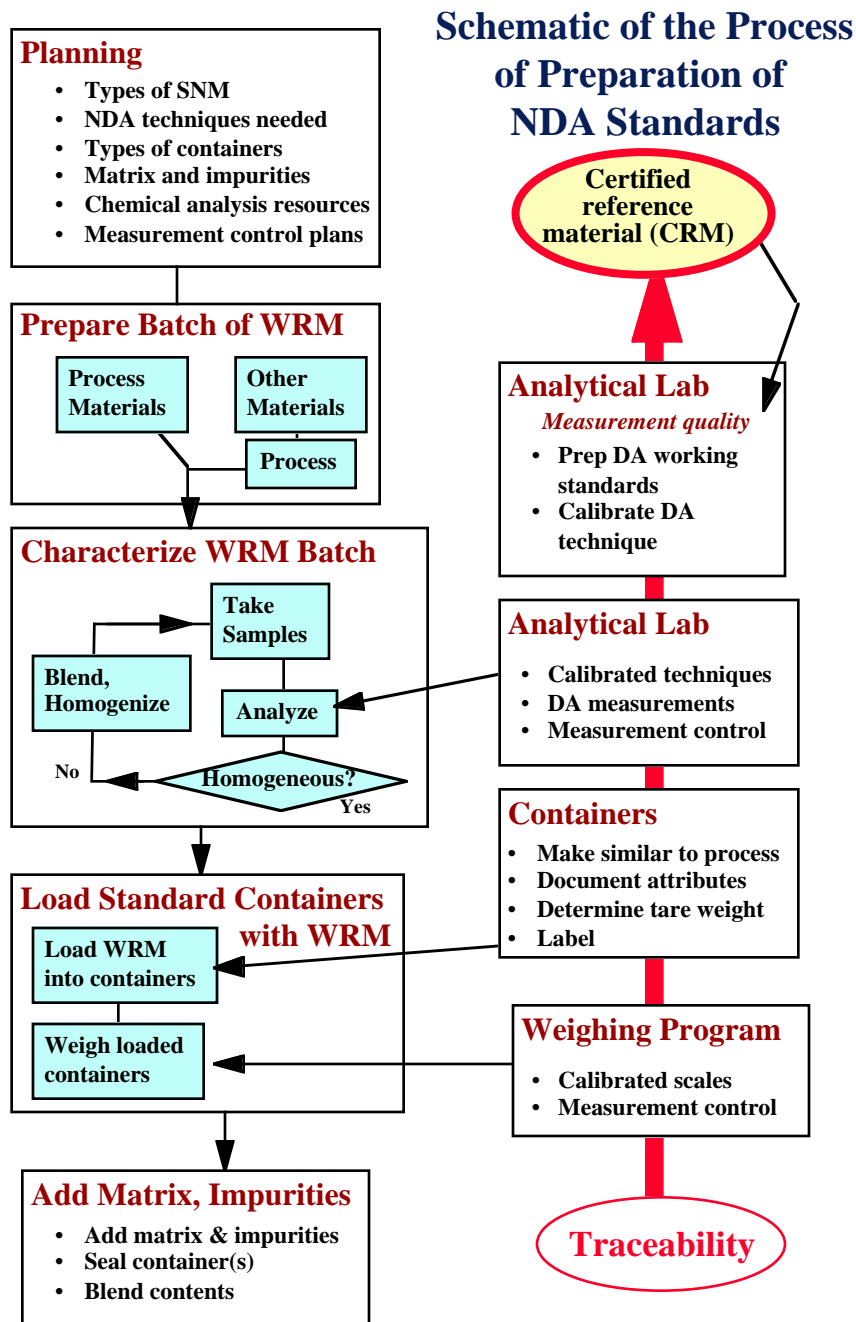 Schematic of the Process
of Preparation of
NDA Standards
Planning
• Types of SNM
• NDA techniques needed
• Types of containers
• Matrix and impurities
• Chemical analysis resources
• Measurement control plans
Prepare Batch of WRM
Process
Materials
Other
Materials
Process
Characterize WRM Batch
Take
Samples
Blend,
Homogenize
Analyze
Homogeneous?
No
Yes
Load Standard Containers
with WRM
Load WRM
into containers
Weigh loaded
containers
Add Matrix, Impurities
• Add matrix & impurities
• Seal container(s)
• Blend contents
Certified
reference
material (CRM)
Analytical Lab
Measurement quality
• Prep DA working
standards
• Calibrate DA
technique
Analytical Lab
• Calibrated techniques
• DA measurements
• Measurement control
Containers
• Make similar to process
• Document attributes
• Determine tare weight
• Label
Weighing Program
• Calibrated scales
• Measurement control
Traceability